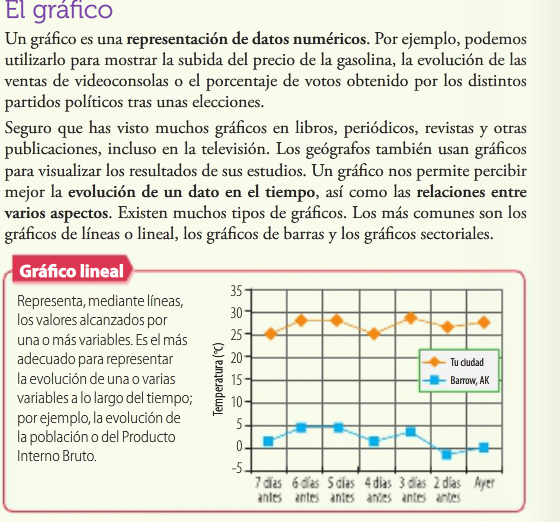 El gráfico
Un gráfico es una representación de datos numéricos. Por ejemplo, podemos
utilizarlo para mostrar la subida del precio de la gasolina, la evolución de las
ventas de videoconsolas o el porcentaje de votos obtenido por los distintos
partidos políticos tras unas elecciones.
Seguro que has visto muchos gráficos en libros, periódicos, revistas y otras
publicaciones, incluso en la televisión. Los geógrafos también usan gráficos
para visualizar los resultados de sus estudios. Un gráfico nos permite percibir
mejor la evolución de un dato en el tiempo, así como las relaciones entre
varios aspectos. Existen muchos tipos de gráficos. Los más comunes son los
gráficos de líneas o lineal, los gráficos de barras y los gráficos sectoriales.
Gráfico lineal
Representa, mediante líneas,
los valores alcanzados por
una o más variables. Es el más
adecuado para representar
la evolución de una o varias
variables a lo largo del tiempo;
por ejemplo, la evolución de
la población o del Producto
Interno Bruto.
Temperatura (°C)
35
30
25
20
15
10
5
0
-5
Tu ciudad
Barrow, AK
7 días antes
6 días antes
5 días antes
4 días antes
3 días antes
2 días antes
Ayer